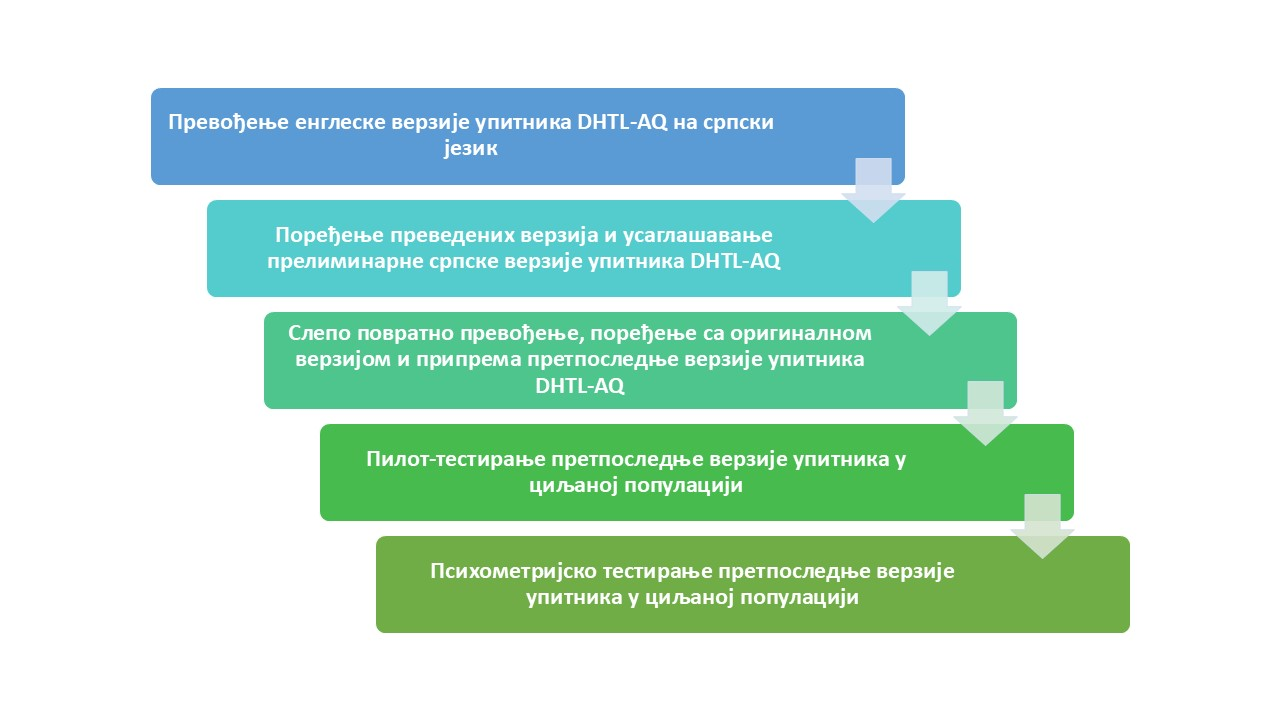 Превођење енглеске верзије упитника DHTL-AQ на српски
језик
Поређење преведених верзија и усаглашавање
прелиминарне српске верзије упитника DHTL-AQ
Слепо повратно превођење, поређење са оригиналном
верзијом и припрема претпоследње верзије упитника
DHTL-AQ
Пилот-тестирање претпоследње верзије упитника у
циљаној популацији
Психометријско тестирање претпоследње верзије
упитника у циљаној популацији